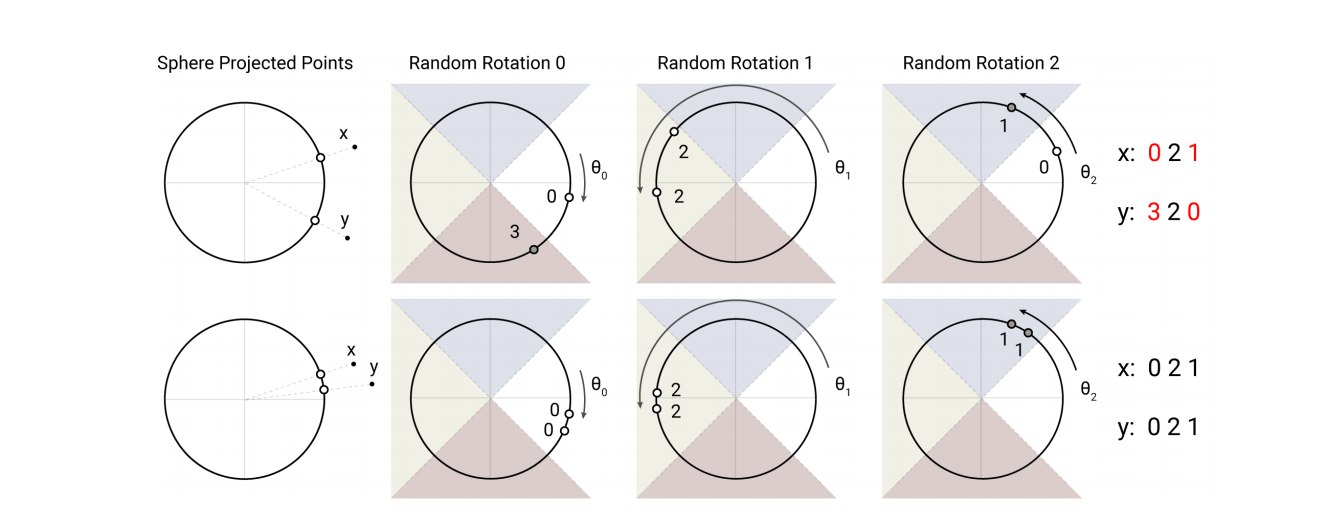 Sphere Projected Points
Random Rotation 0
Random Rotation 1
Random Rotation 2
x
y
0
3
θ0
2
2
θ1
1
0
θ2
x: 0 2 1
y: 3 2 0
x
y
0
0
θ0
2
2
θ1
1
1
θ2
x: 0 2 1
y: 0 2 1